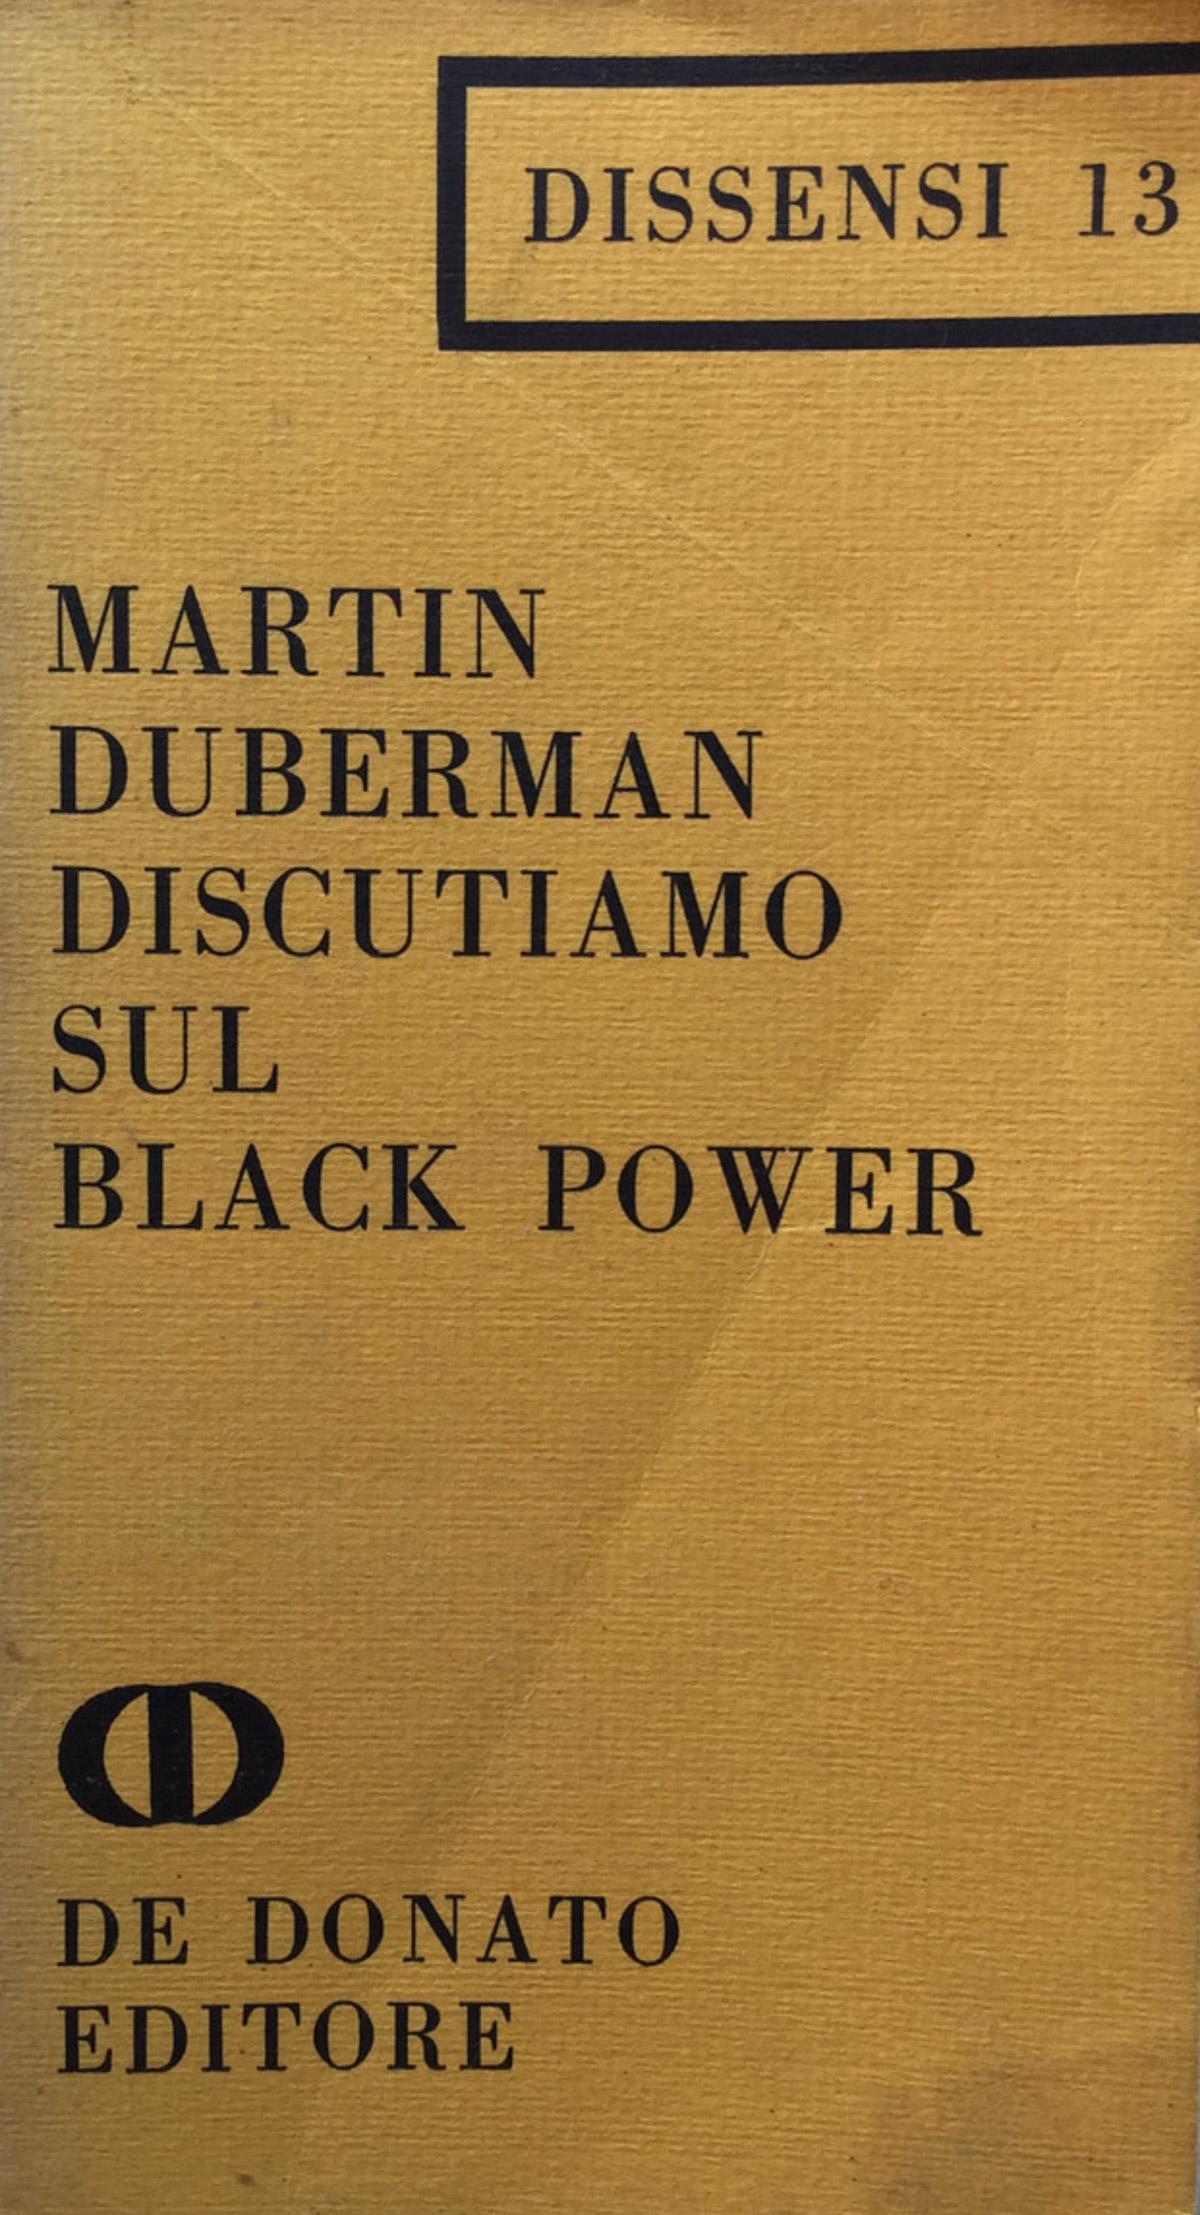 DISSENSI 13
MARTIN
DUBERMAN
DISCUTIAMO
SUL
BLACK POWER
DE DONATO
EDITORE